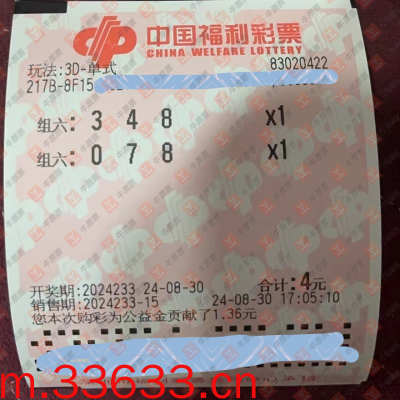 中国福利彩票
CHINA WELFARE LOTTERY
玩法:3D-单式 83020422
217B-8F15
组六: 3 4 8 x1
组六: 0 7 8 x1
开奖期:2024233 24-08-30 合计:4元
销售期:2024233-15 24-08-30 17:05:10
您本次购彩为公益金贡献了1.36元
m.33633.cn